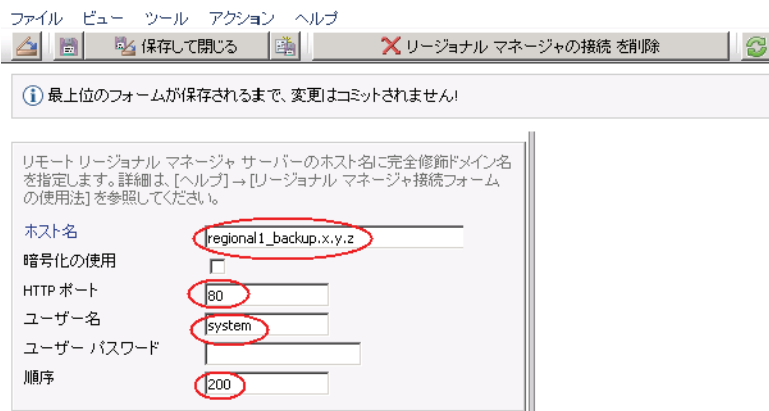 ファイル ビュー ツール アクション ヘルプ
保存して閉じる リージョナル マネージャの接続 を削除
最上位のフォームが保存されるまで、変更はコミットされません!
リモート リージョナル マネージャ サーバーのホスト名に完全修飾ドメイン名
を指定します。詳細は、[ヘルプ]→[リージョナル マネージャ接続フォーム
の使用法]を参照してください。
ホスト名 regional1_backup.x.y.z
暗号化の使用
HTTP ポート 80
ユーザー名 system
ユーザー パスワード
順序 200